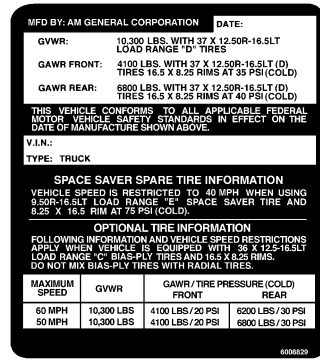 MFD BY: AM GENERAL CORPORATION DATE:
GVWR: 10,300 LBS. WITH 37 X 12.50R-16.5LT
LOAD RANGE "D" TIRES
GAWR FRONT: 4100 LBS. WITH 37 X 12.50R-16.5LT (D)
TIRES 16.5 X 8.25 RIMS AT 35 PSI (COLD)
GAWR REAR: 6800 LBS. WITH 37 X 12.50R-16.5LT (D)
TIRES 16.5 X 8.25 RIMS AT 40 PSI (COLD)
THIS VEHICLE CONFORMS TO ALL APPLICABLE FEDERAL
MOTOR VEHICLE SAFETY STANDARDS IN EFFECT ON THE
DATE OF MANUFACTURE SHOWN ABOVE.
V.I.N.:
TYPE: TRUCK
SPACE SAVER SPARE TIRE INFORMATION
VEHICLE SPEED IS RESTRICTED TO 40 MPH WHEN USING
9.50R-16.5LT LOAD RANGE "E" SPACE SAVER TIRE AND
8.25 X 16.5 RIM AT 75 PSI (COLD).
OPTIONAL TIRE INFORMATION
FOLLOWING INFORMATION AND VEHICLE SPEED RESTRICTIONS
APPLY WHEN VEHICLE IS EQUIPPED WITH 36 X 12.5-16.5LT
LOAD RANGE "C" BIAS-PLY TIRES AND 16.5 X 8.25 RIMS.
DO NOT MIX BIAS-PLY TIRES WITH RADIAL TIRES.
MAXIMUM SPEED GVWR GAWR / TIRE PRESSURE (COLD)
FRONT REAR
60 MPH 10,300 LBS 4100 LBS / 20 PSI 6200 LBS / 30 PSI
50 MPH 10,300 LBS 4100 LBS / 20 PSI 6800 LBS / 30 PSI
6008829